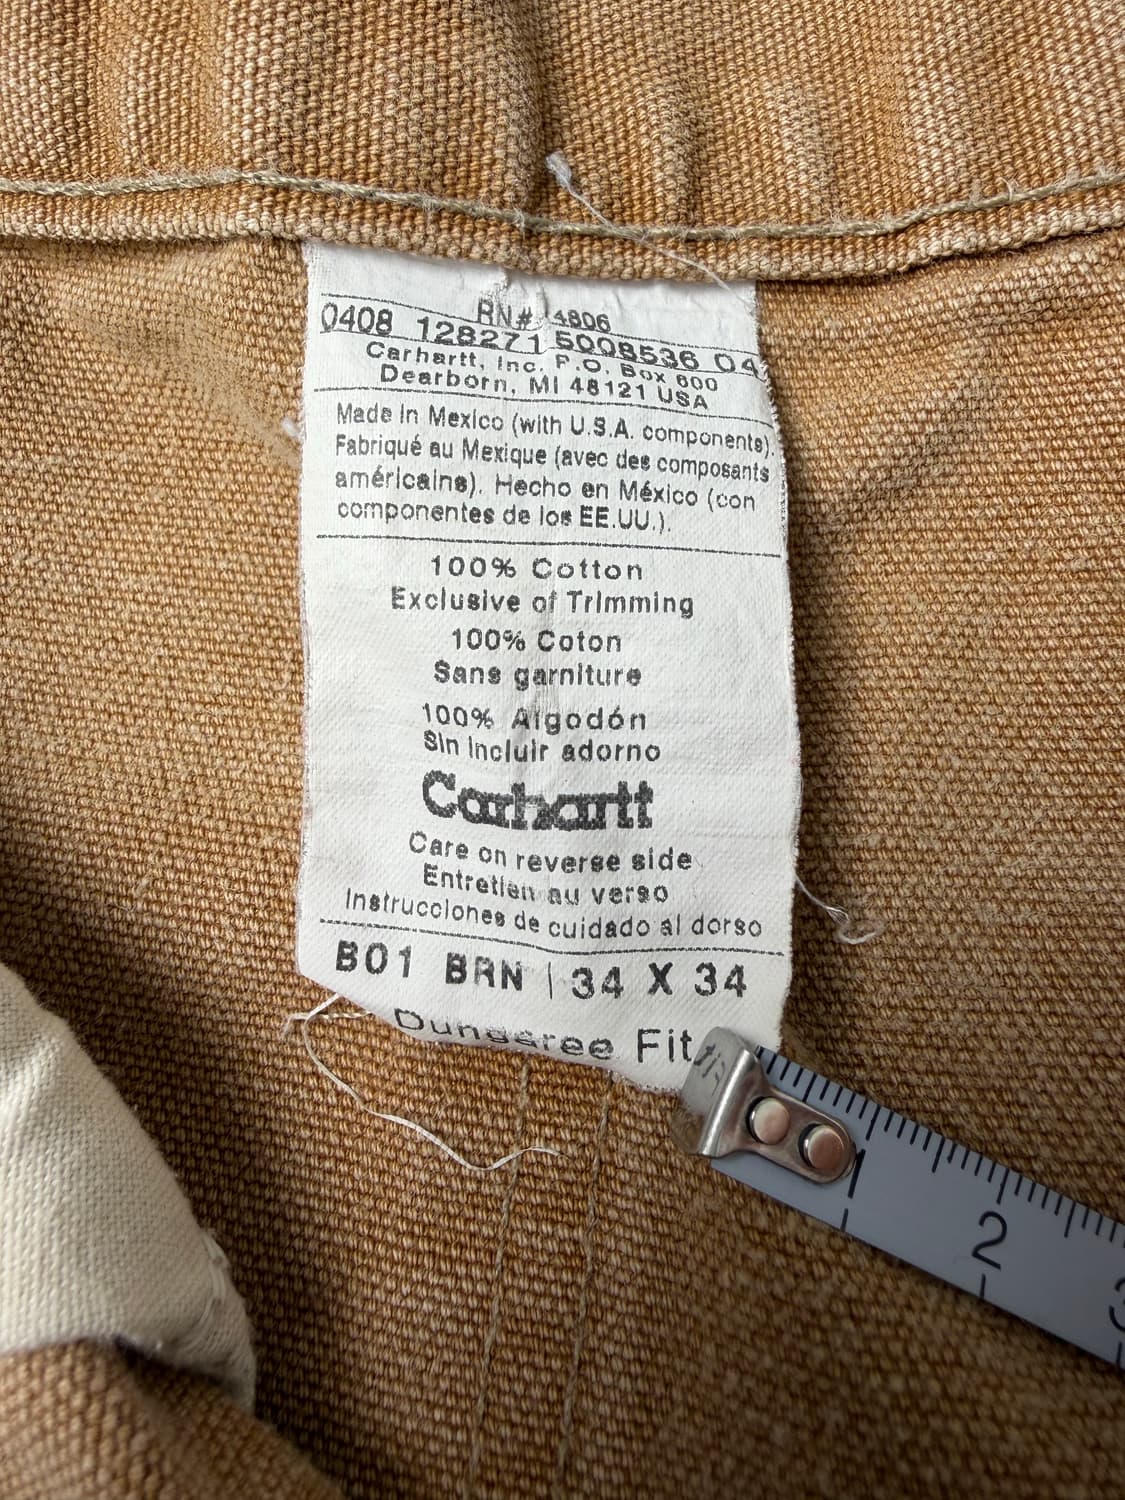 RN# 14806
0408 128271 5008536 04
Carhartt, Inc. P.O. Box 600
Dearborn, MI 48121 USA
Made in Mexico (with U.S.A. components).
Fabriqué au Mexique (avec des composants
américains). Hecho en México (con
componentes de los EE.UU.).
100% Cotton
Exclusive of Trimming
100% Coton
Sans garniture
100% Algodón
Sin incluir adorno
Carhartt
Care on reverse side
Entretien au verso
Instrucciones de cuidado al dorso
B01 BRN | 34 X 34
Dungaree Fit
1 2 3